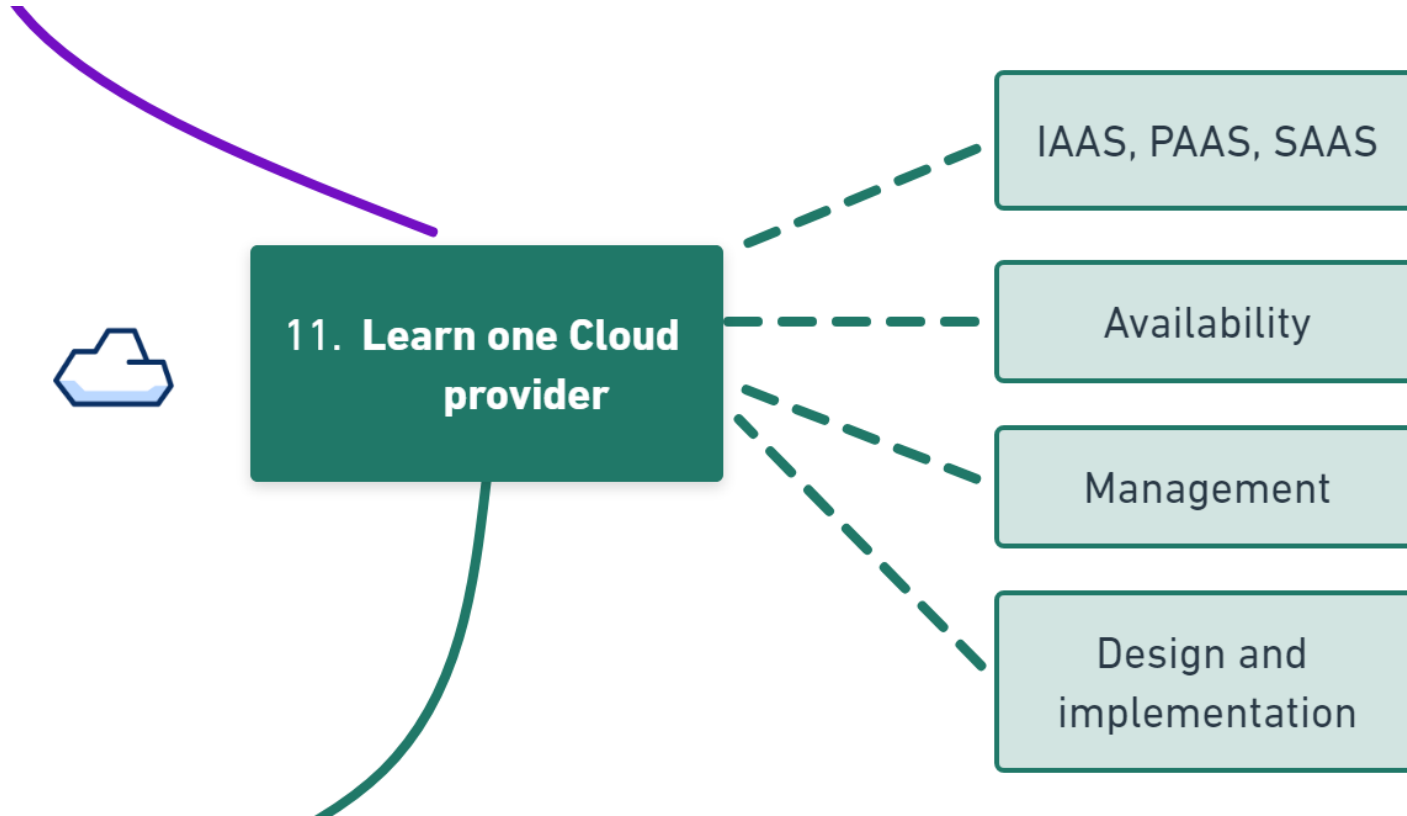 11. Learn one Cloud
provider
IAAS, PAAS, SAAS
Availability
Management
Design and
implementation